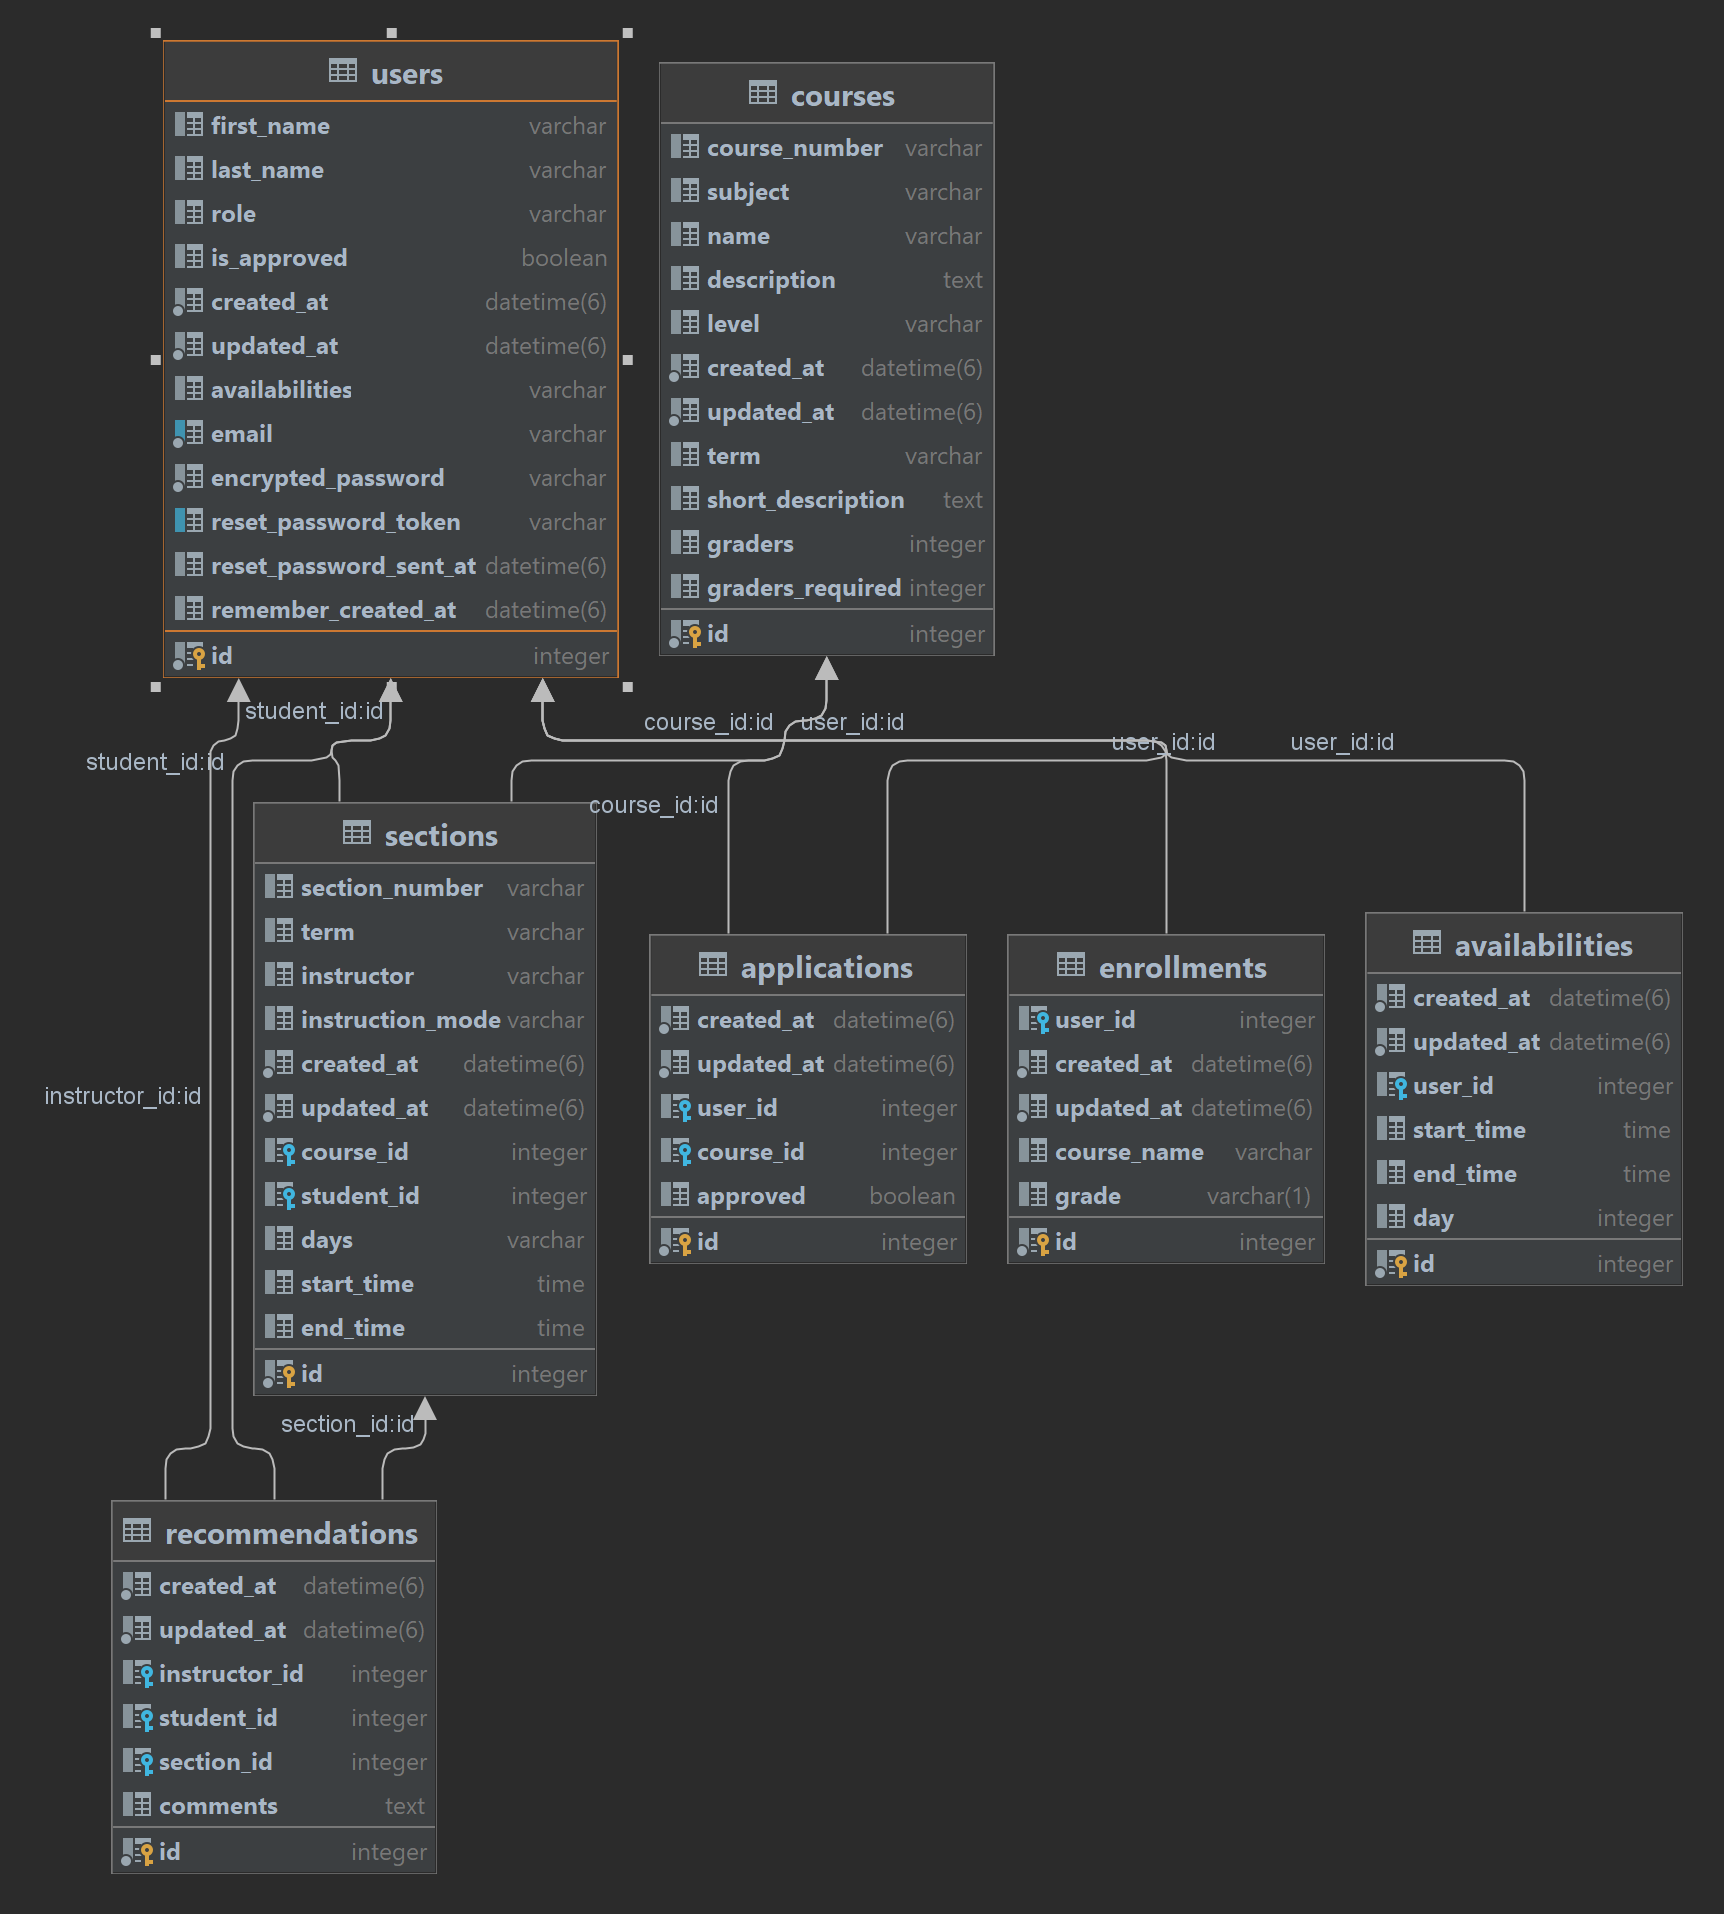 users
first_name varchar
last_name varchar
role varchar
is_approved boolean
created_at datetime(6)
updated_at datetime(6)
availabilities varchar
email varchar
encrypted_password varchar
reset_password_token varchar
reset_password_sent_at datetime(6)
remember_created_at datetime(6)
id integer
courses
course_number varchar
subject varchar
name varchar
description text
level varchar
created_at datetime(6)
updated_at datetime(6)
term varchar
short_description text
graders integer
graders_required integer
id integer
student_id:id
course_id:id
user_id:id
user_id:id
user_id:id
student_id:id
course_id:id
sections
section_number varchar
term varchar
instructor varchar
instruction_mode varchar
created_at datetime(6)
updated_at datetime(6)
course_id integer
student_id integer
days varchar
start_time time
end_time time
id integer
applications
created_at datetime(6)
updated_at datetime(6)
user_id integer
course_id integer
approved boolean
id integer
enrollments
user_id integer
created_at datetime(6)
updated_at datetime(6)
course_name varchar
grade varchar(1)
id integer
availabilities
created_at datetime(6)
updated_at datetime(6)
user_id integer
start_time time
end_time time
day integer
id integer
instructor_id:id
section_id:id
recommendations
created_at datetime(6)
updated_at datetime(6)
instructor_id integer
student_id integer
section_id integer
comments text
id integer